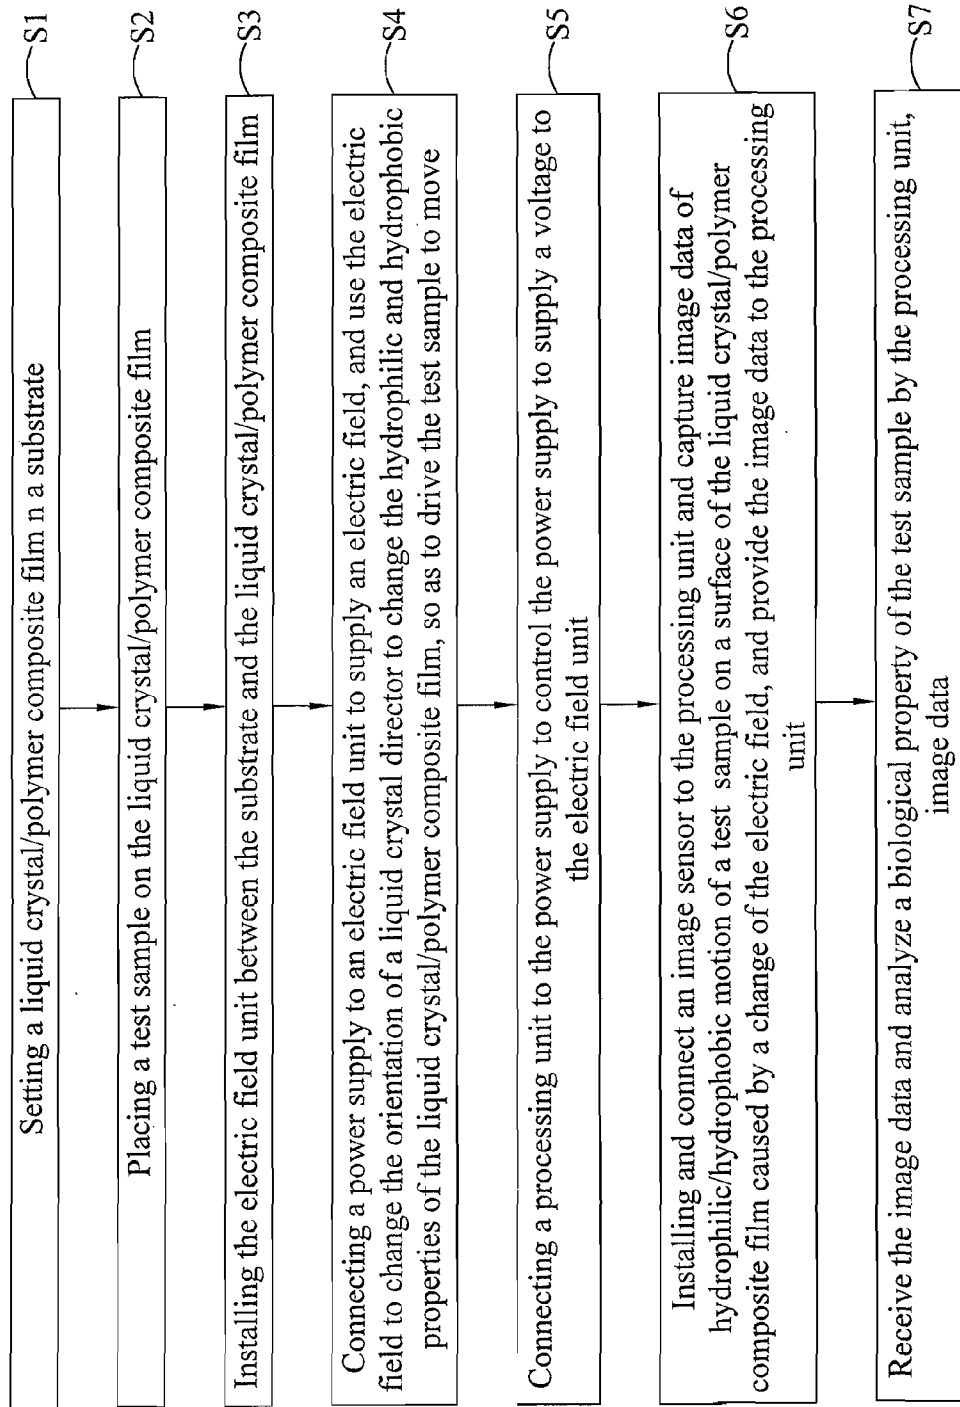 Setting a liquid crystal/polymer composite film n a substrate
S1
Placing a test sample on the liquid crystal/polymer composite film
S2
Installing the electric field unit between the substrate and the liquid crystal/polymer composite film
S3
Connecting a power supply to an electric field unit to supply an electric field, and use the electric
field to change the orientation of a liquid crystal director to change the hydrophilic and hydrophobic
properties of the liquid crystal/polymer composite film, so as to drive the test sample to move
S4
Connecting a processing unit to the power supply to control the power supply to supply a voltage to
the electric field unit
S5
Installing and connect an image sensor to the processing unit and capture image data of
hydrophilic/hydrophobic motion of a test sample on a surface of the liquid crystal/polymer
composite film caused by a change of the electric field, and provide the image data to the processing
unit
S6
Receive the image data and analyze a biological property of the test sample by the processing unit,
image data
S7